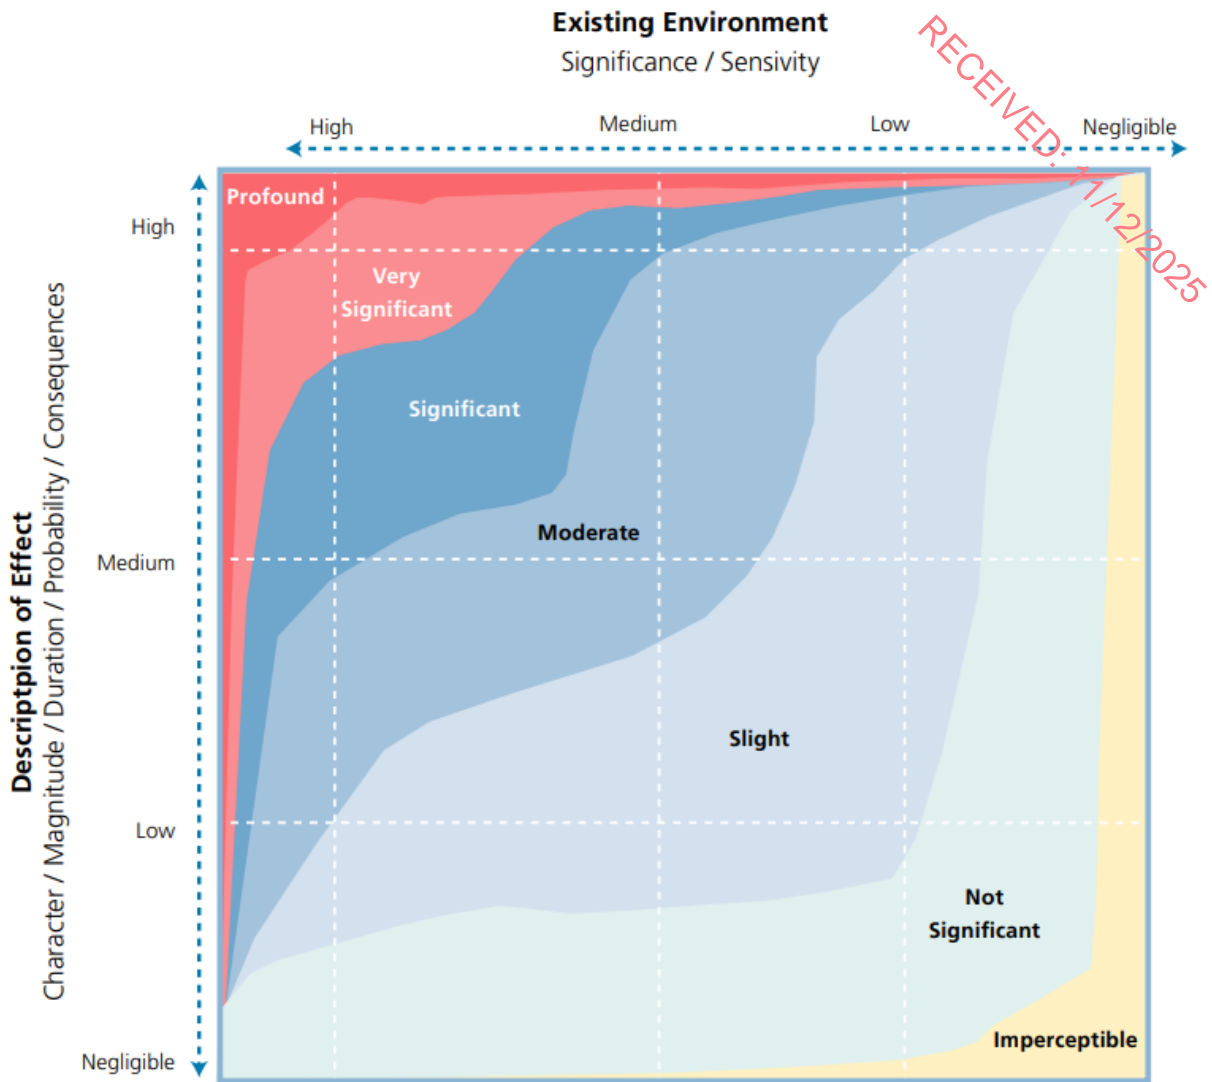 Existing Environment
Significance / Sensivity
High
Medium
Low
Negligible
RECEIVED: 11/12/2025
Descriptpion of Effect
Character / Magnitude / Duration / Probability / Consequences
High
Medium
Low
Negligible
Profound
Very
Significant
Significant
Moderate
Slight
Not
Significant
Imperceptible